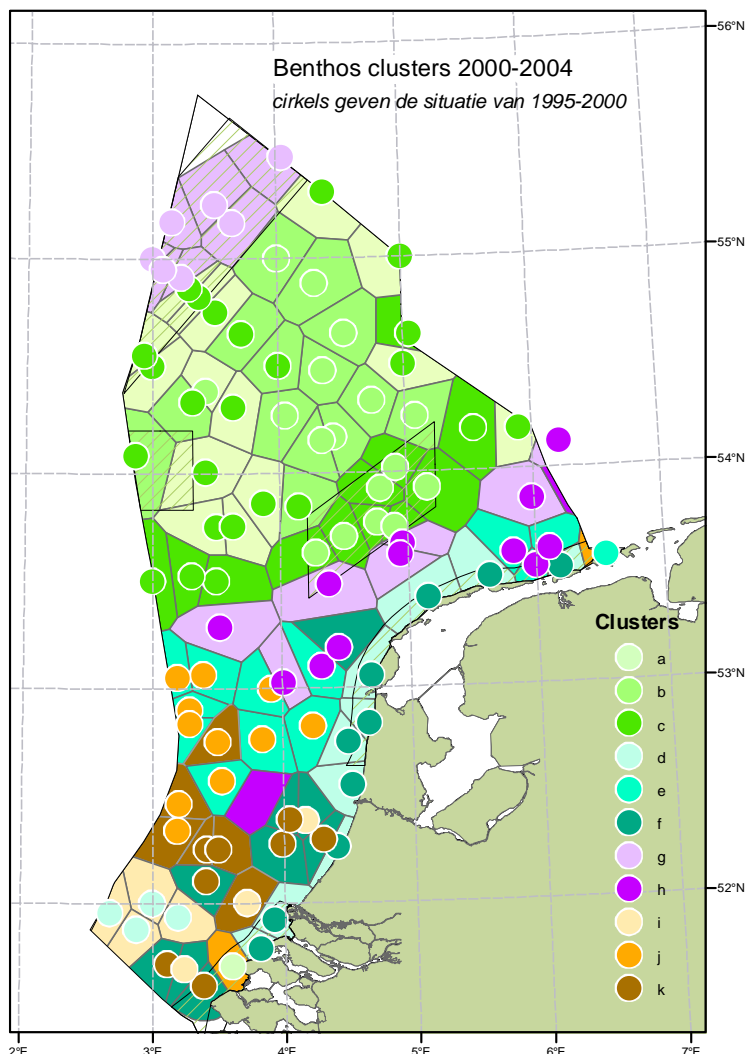 56°N
Benthos clusters 2000-2004
cirkels geven de situatie van 1995-2000
55°N
54°N
Clusters
a
b
c
53°N
d
e
f
g
52°N
h
i
j
k
2°E 3°E 4°E 5°E 6°E 7°E